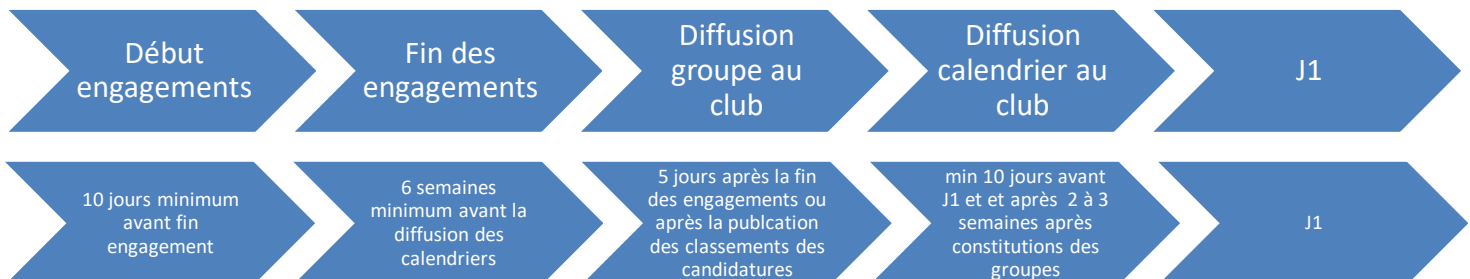 Début
engagements
Fin des
engagements
Diffusion
groupe au
club
Diffusion
calendrier au
club
J1
10 jours minimum
avant fin
engagement
6 semaines
minimum avant la
diffusion des
calendriers
5 jours après la fin
des engagements ou
après la publcation
des classements des
candidatures
min 10 jours avant
J1 et et après 2 à 3
semaines après
constitutions des
groupes
J1